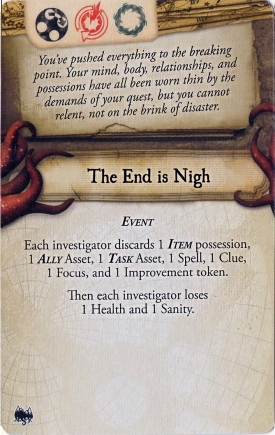 You've pushed everything to the breaking
point. Your mind, body, relationships, and
possessions have all been worn thin by the
demands of your quest, but you cannot
relent, not on the brink of disaster.
The End is Nigh
EVENT
Each investigator discards 1 ITEM possession,
1 ALLY Asset, 1 TASK Asset, 1 Spell, 1 Clue,
1 Focus, and 1 Improvement token.
Then each investigator loses
1 Health and 1 Sanity.